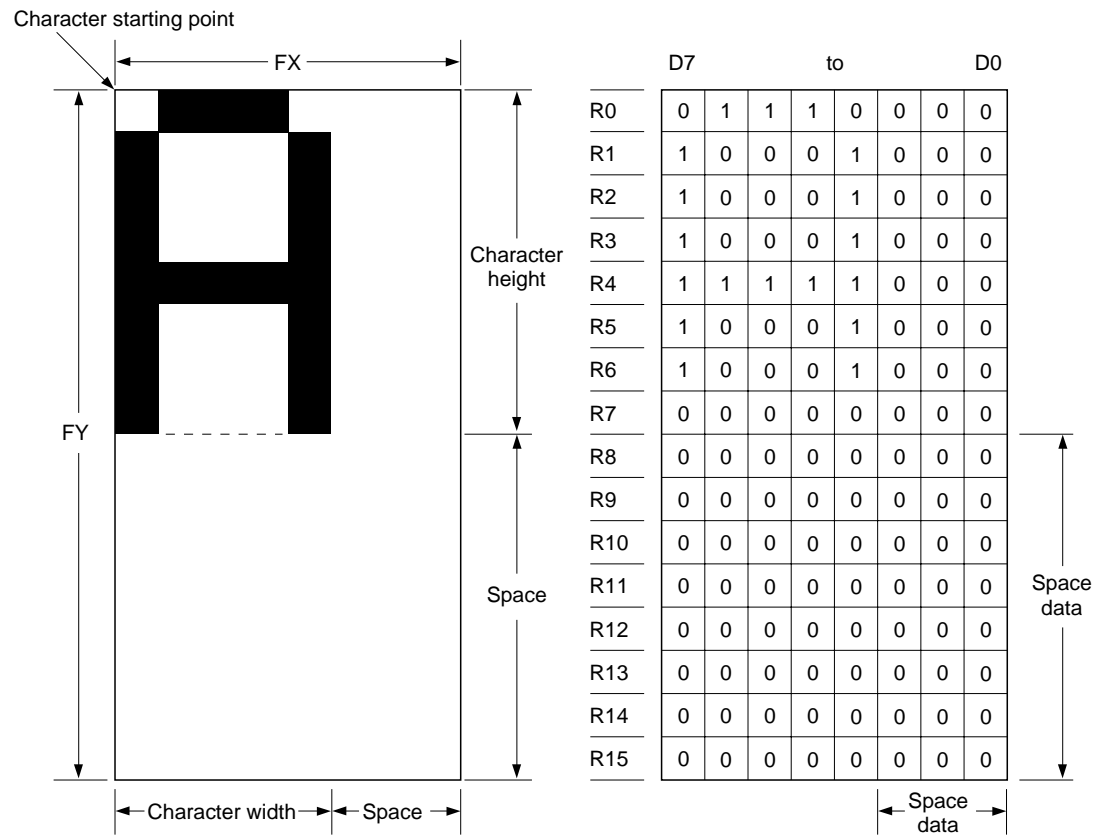 Character starting point
FX
FY
Character
height
Space
Character width
Space
D7 to D0
R0 0 1 1 1 0 0 0 0
R1 1 0 0 0 1 0 0 0
R2 1 0 0 0 1 0 0 0
R3 1 0 0 0 1 0 0 0
R4 1 1 1 1 1 0 0 0
R5 1 0 0 0 1 0 0 0
R6 1 0 0 0 1 0 0 0
R7 0 0 0 0 0 0 0 0
R8 0 0 0 0 0 0 0 0
R9 0 0 0 0 0 0 0 0
R10 0 0 0 0 0 0 0 0
R11 0 0 0 0 0 0 0 0
R12 0 0 0 0 0 0 0 0
R13 0 0 0 0 0 0 0 0
R14 0 0 0 0 0 0 0 0
R15 0 0 0 0 0 0 0 0
Space
data
Space
data